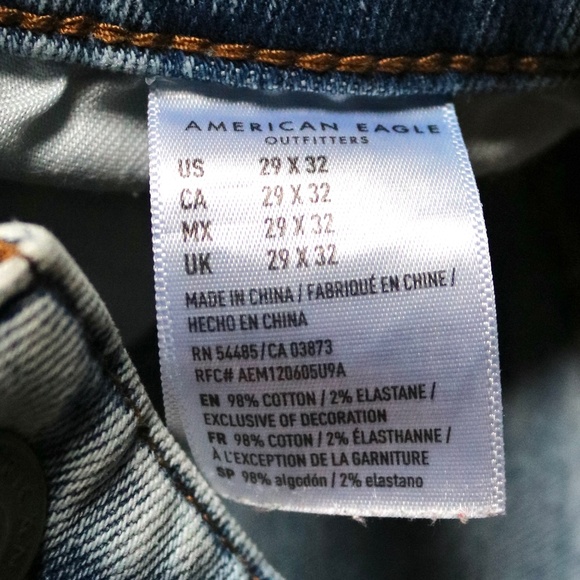 AMERICAN EAGLE
OUTFITTERS
US 29 X 32
CA 29 X 32
MX 29 X 32
UK 29 X 32
MADE IN CHINA / FABRIQUÉ EN CHINE /
HECHO EN CHINA
RN 54485/CA 03873
RFC# AEM120605U9A
EN 98% COTTON / 2% ELASTANE/
EXCLUSIVE OF DECORATION
FR 98% COTON / 2% ÉLASTHANNE /
À L'EXCEPTION DE LA GARNITURE
SP 98% algodón / 2% elastano